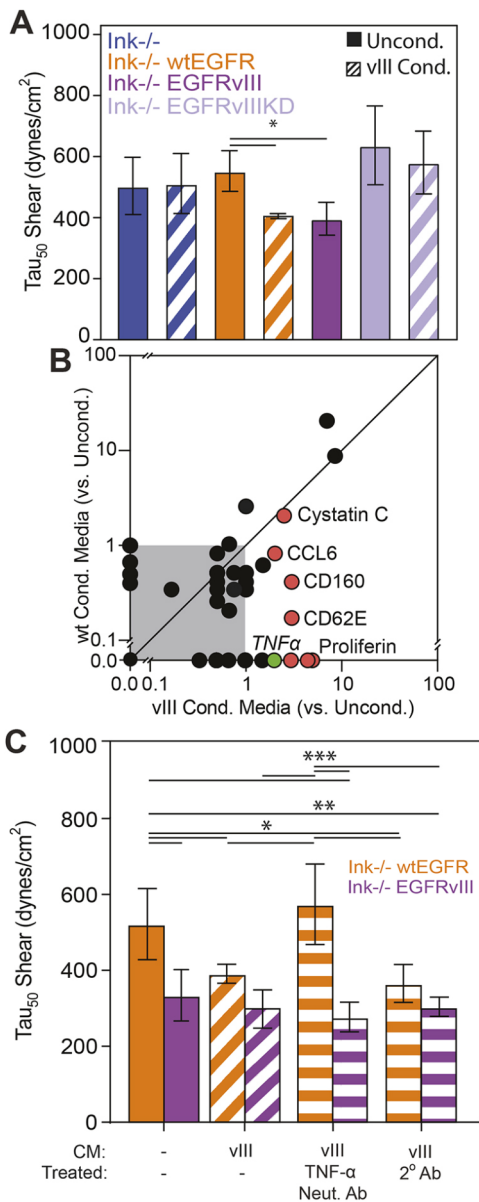 A
Ink-/-
Ink-/- wtEGFR
Ink-/- EGFRvIII
Ink-/- EGFRvIIIKD
Uncond.
vIII Cond.
Tau50 Shear (dynes/cm²)
1000
800
600
400
200
0
*
B
wt Cond. Media (vs. Uncond.)
100
10
1
0.1
0.0
Cystatin C
CCL6
CD160
CD62E
TNFα
Proliferin
0.0 0.1 1 10 100
vIII Cond. Media (vs. Uncond.)
C
Tau50 Shear (dynes/cm²)
1000
800
600
400
200
0
***
**
*
Ink-/- wtEGFR
Ink-/- EGFRvIII
CM: - vIII vIII vIII
Treated: - - TNF-α 2° Ab
Neut. Ab